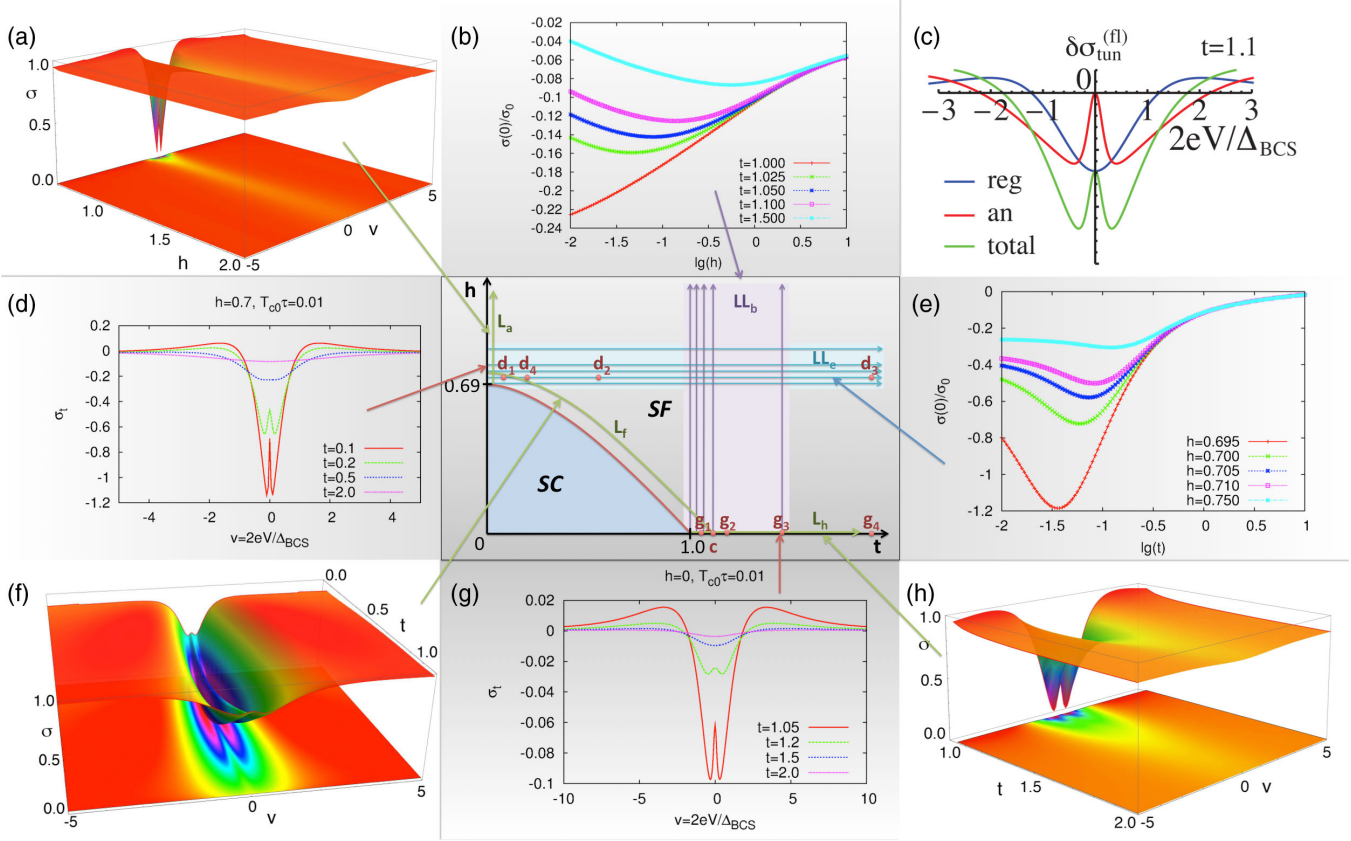 (a)
1.0
σ
0.5
0.0
1.0
1.5
h
2.0
-5
0
v
5
(b)
-0.02
-0.04
-0.06
-0.08
-0.1
-0.12
-0.14
-0.16
-0.18
-0.2
-0.22
-0.24
σ(0)/σ0
t=1.000
t=1.025
t=1.050
t=1.100
t=1.500
-2
-1.5
-1
-0.5
0
0.5
1
lg(h)
(c)
δσtun(fl)
t=1.1
0
−3
−2
−1
1
2
3
2eV/ΔBCS
reg
an
total
(d)
h=0.7, Tc0τ=0.01
0.2
0
-0.2
-0.4
-0.6
-0.8
-1
-1.2
σt
t=0.1
t=0.2
t=0.5
t=2.0
-4
-2
0
2
4
v=2eV/ΔBCS
h
La
LLb
LLe
d1
d4
d2
d3
0.69
SF
Lf
SC
g1
g2
g3
Lh
g4
0
1.0
c
t
(e)
0
-0.2
-0.4
-0.6
-0.8
-1
-1.2
σ(0)/σ0
h=0.695
h=0.700
h=0.705
h=0.710
h=0.750
-2
-1.5
-1
-0.5
0
0.5
1
lg(t)
(f)
0.0
0.5
t
1.0
1.0
σ
0.5
0.0
-5
0
v
5
(g)
h=0, Tc0τ=0.01
0.02
0
-0.02
-0.04
-0.06
-0.08
-0.1
σt
t=1.05
t=1.2
t=1.5
t=2.0
-10
-5
0
5
10
v=2eV/ΔBCS
(h)
1.0
σ
0.5
0.0
1.0
t
1.5
2.0
-5
0
v
5